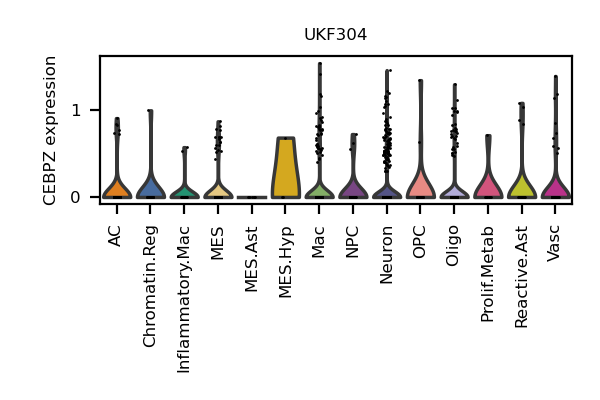 UKF304
CEBPZ expression
1
0
AC
Chromatin.Reg
Inflammatory.Mac
MES
MES.Ast
MES.Hyp
Mac
NPC
Neuron
OPC
Oligo
Prolif.Metab
Reactive.Ast
Vasc